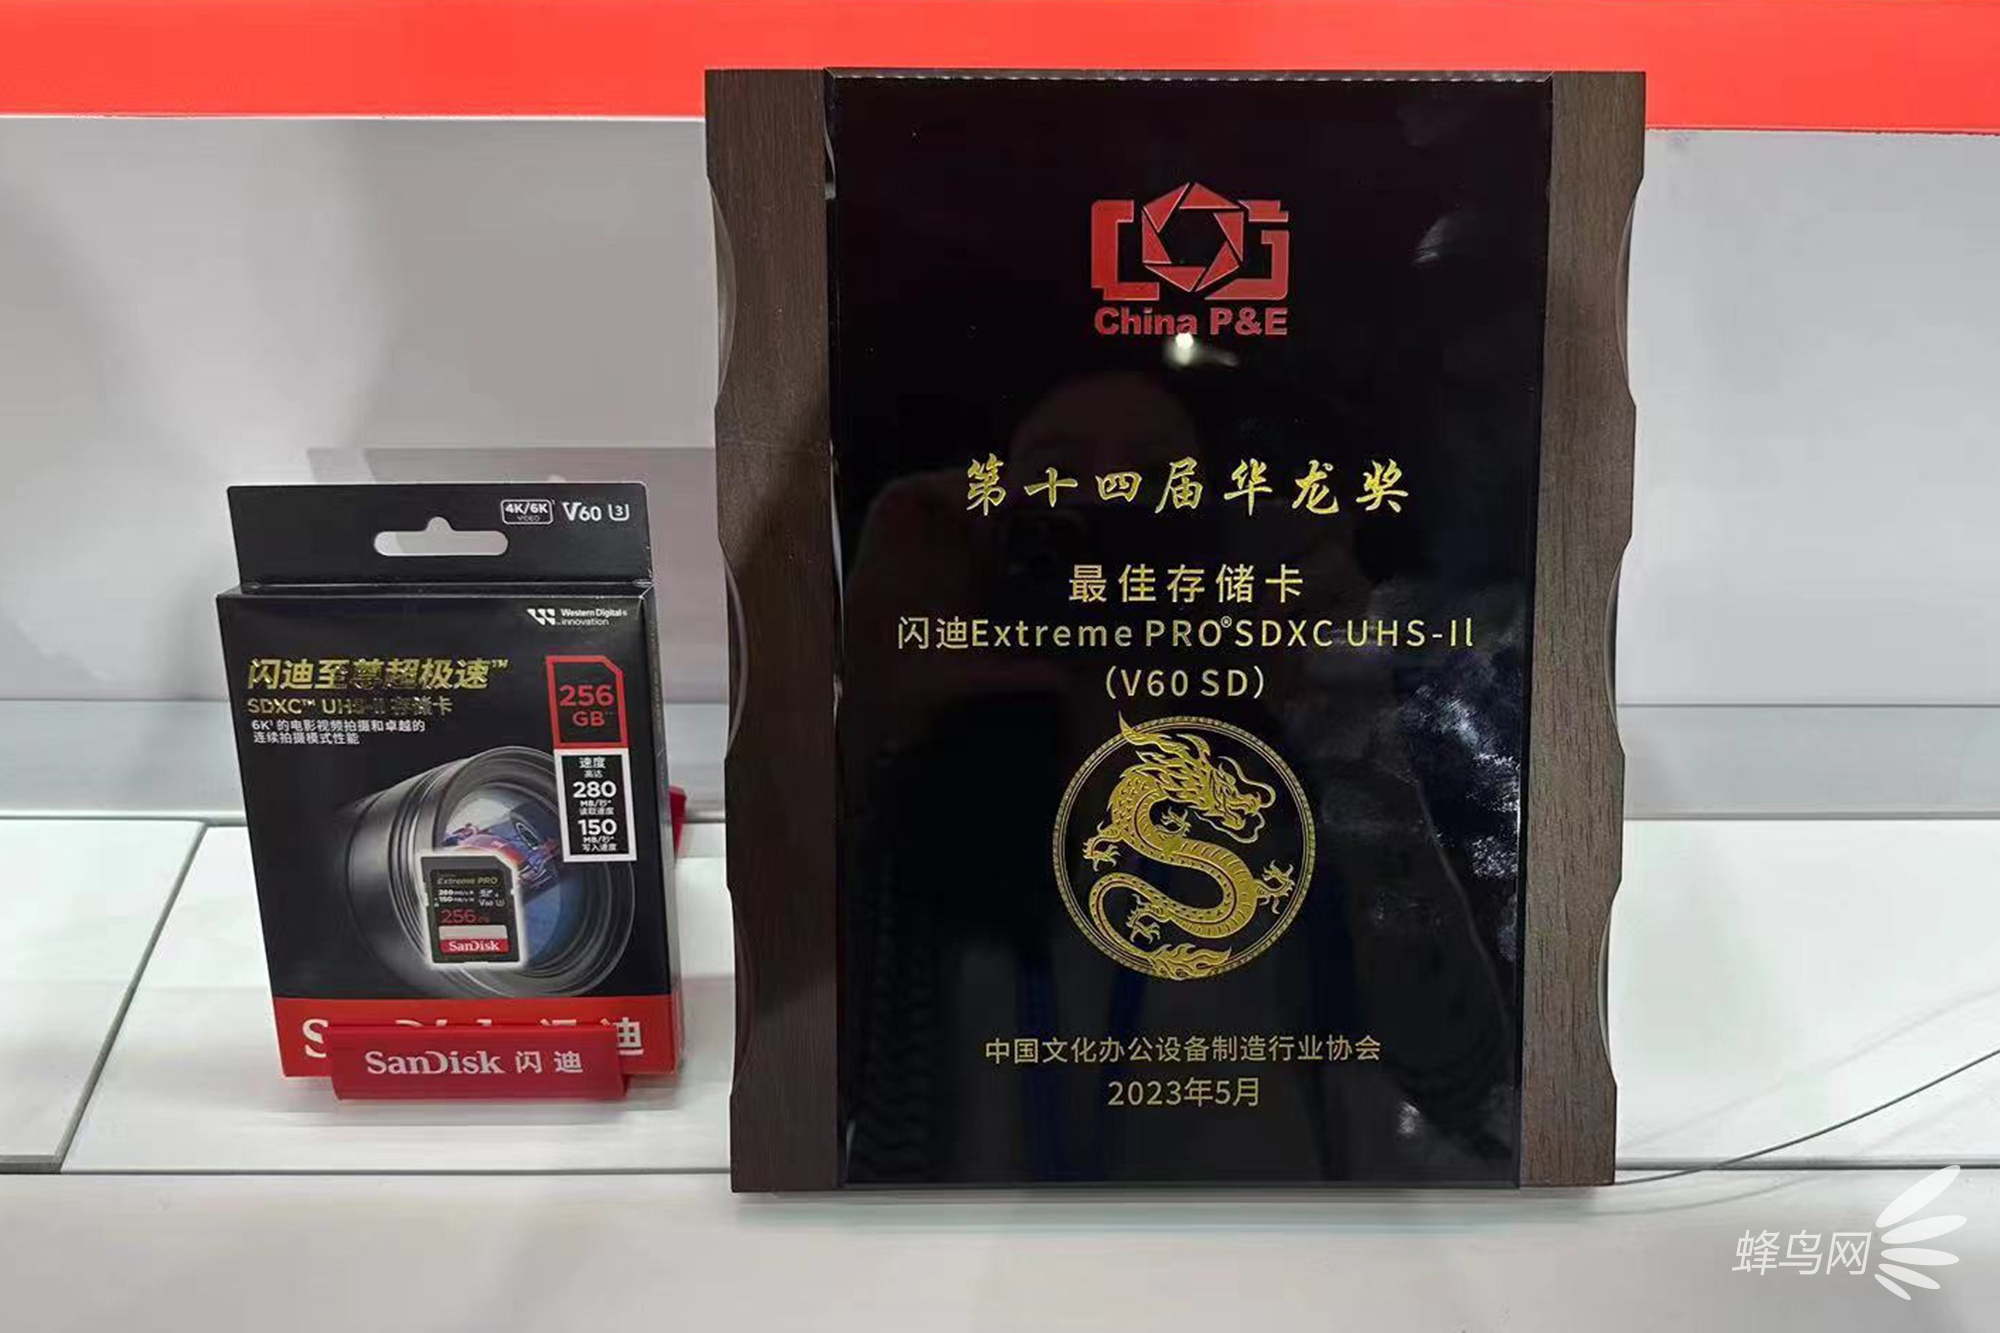 4K/6K
VIDEO
V60 U3
Western Digital®
innovation
闪迪至尊超极速™
SDXC™ UHS-II 存储卡
6K¹ 的电影视频拍摄和卓越的
连续拍摄模式性能
256
GB
速度
高达
280
MB/秒*
读取速度
150
MB/秒*
写入速度
Extreme PRO
V60 U3
256GB
SanDisk
迪
SanDisk 闪迪
China P&E
第十四届华龙奖
最佳存储卡
闪迪Extreme PRO®SDXC UHS-Il
(V60 SD)
中国文化办公设备制造行业协会
2023年5月
蜂鸟网